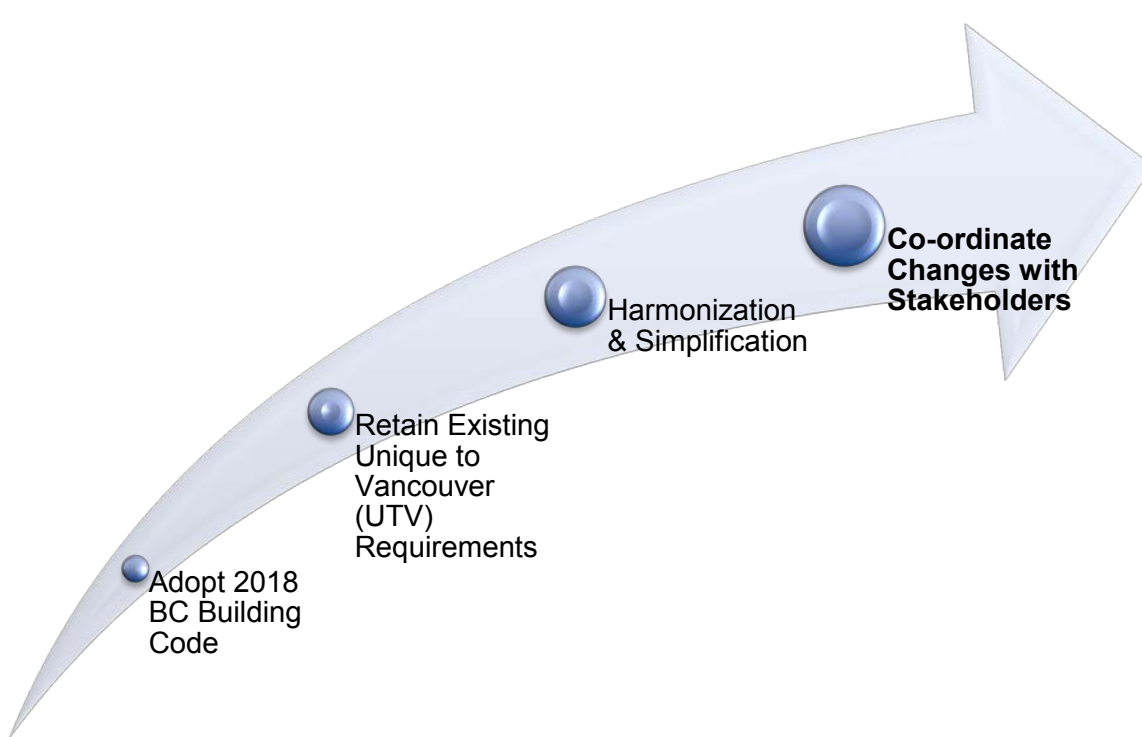 Adopt 2018
BC Building
Code
Retain Existing
Unique to
Vancouver
(UTV)
Requirements
Harmonization
& Simplification
Co-ordinate
Changes with
Stakeholders